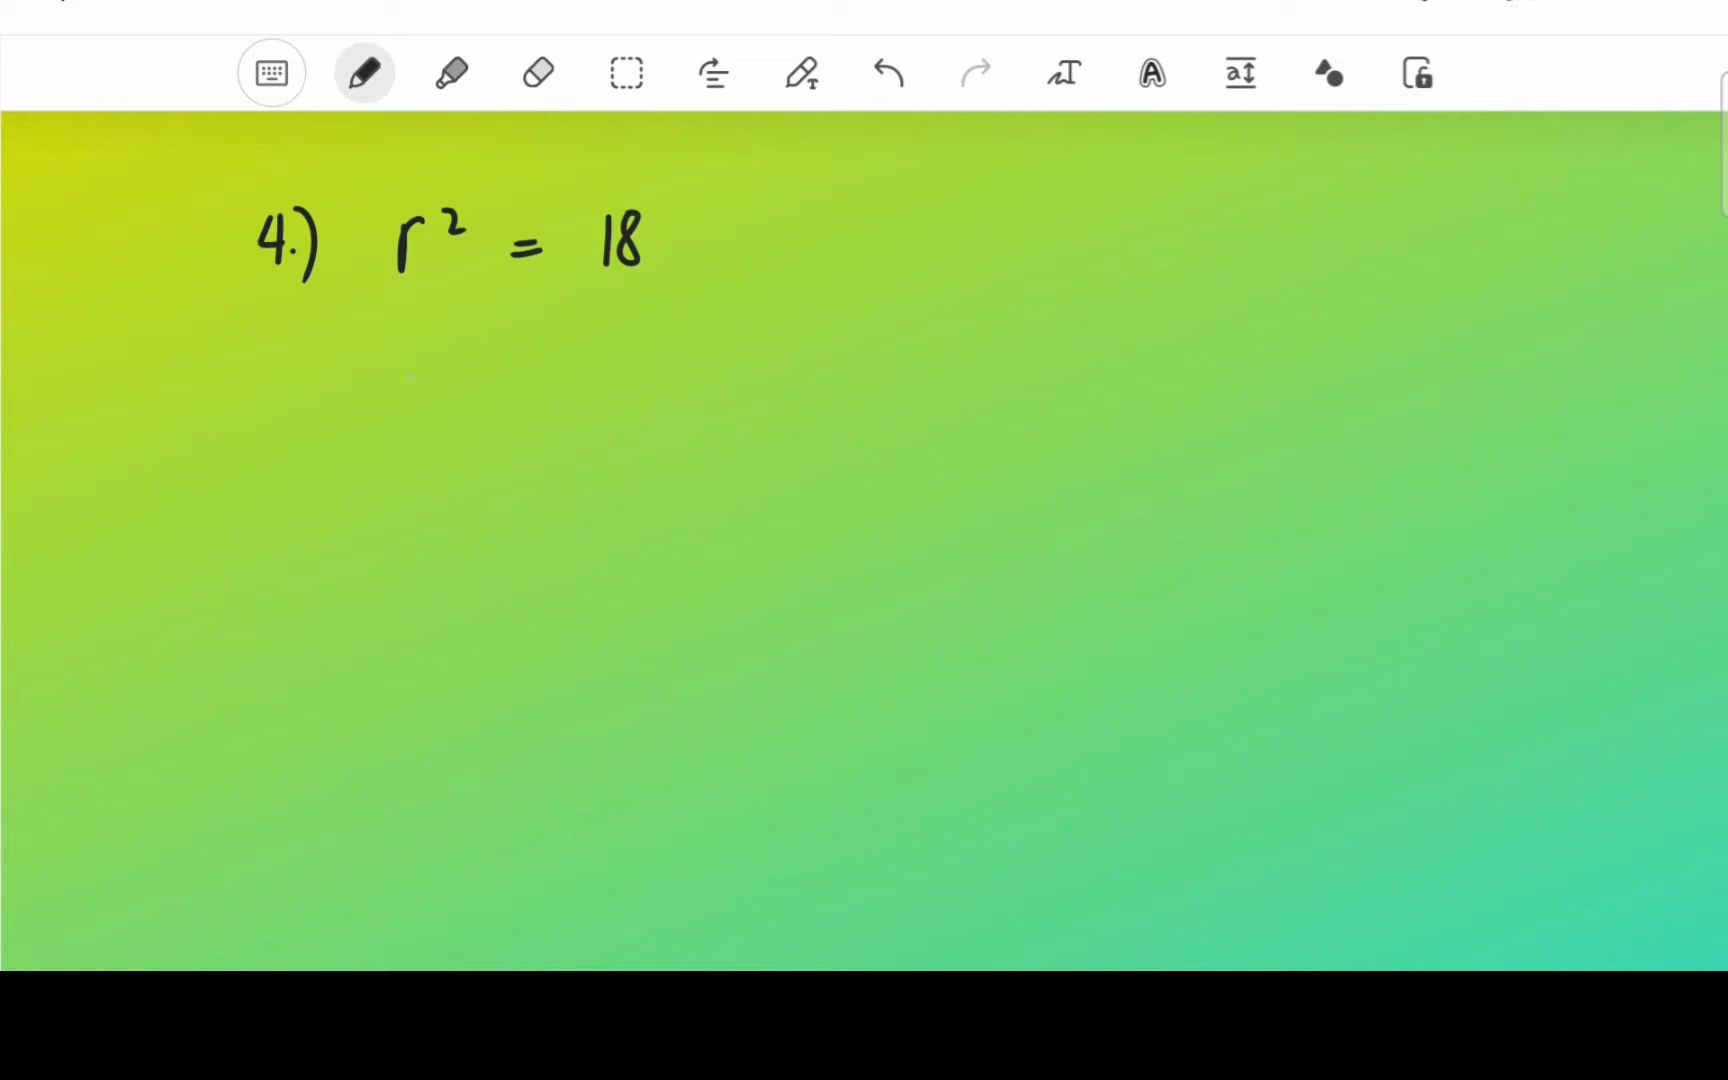 4.) r² = 18